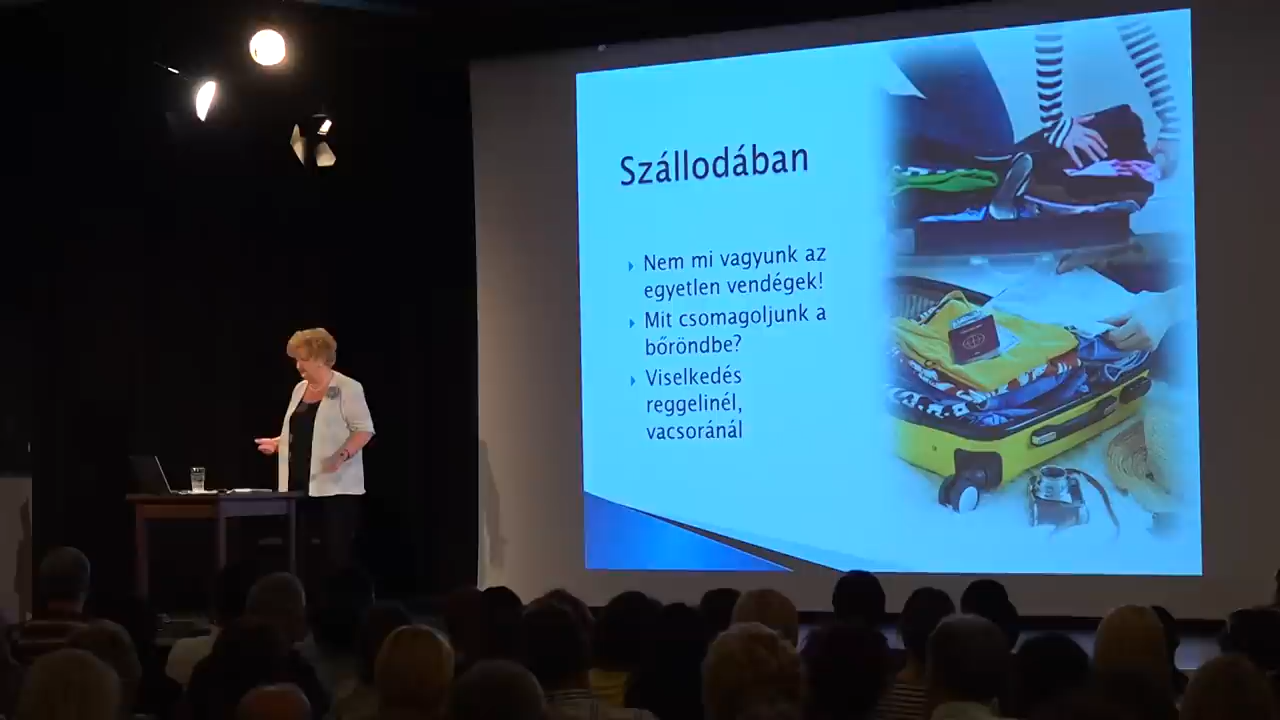 Szállodában
Nem mi vagyunk az
egyetlen vendégek!
Mit csomagoljunk a
bőröndbe?
Viselkedés
reggelinél,
vacsoránál